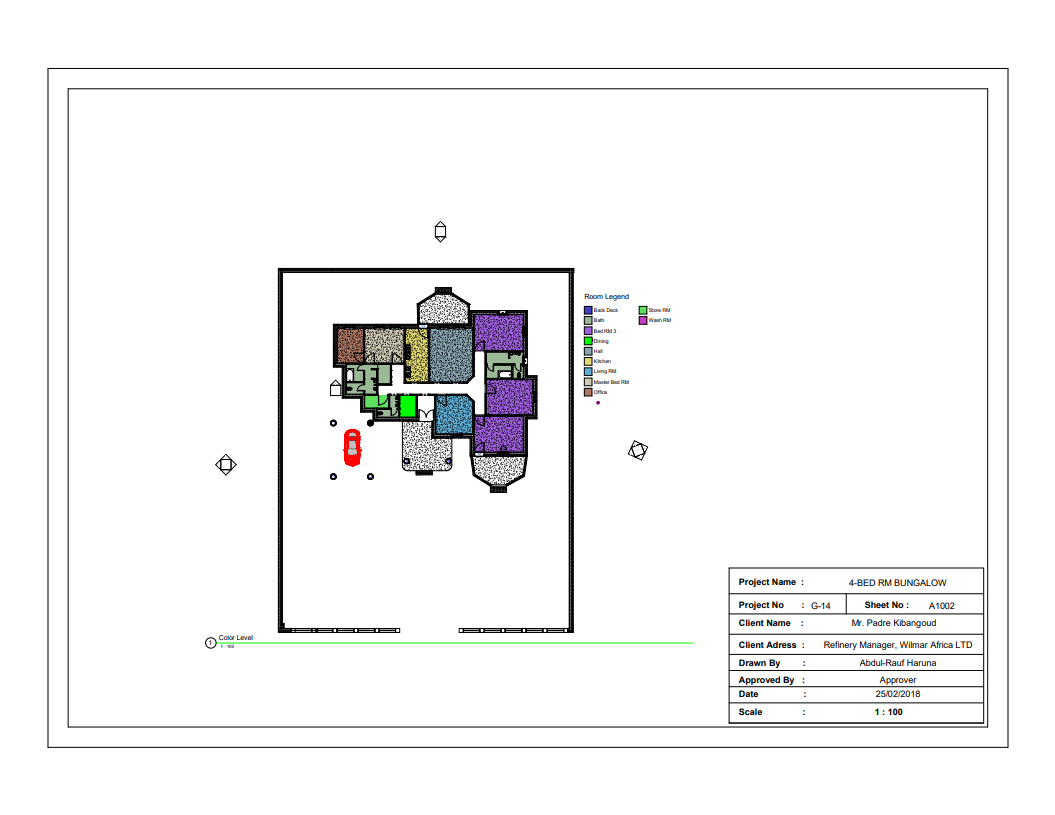 Room Legend
Back Deck
Bath
Bed RM 3
Dining
Hall
Kitchen
Living RM
Master Bed RM
Office
Store RM
Wash RM
1 Color Level
1 : 100
Project Name : 4-BED RM BUNGALOW
Project No : G-14 Sheet No : A1002
Client Name : Mr. Padre Kibangoud
Client Adress : Refinery Manager, Wilmar Africa LTD
Drawn By : Abdul-Rauf Haruna
Approved By : Approver
Date : 25/02/2018
Scale : 1 : 100